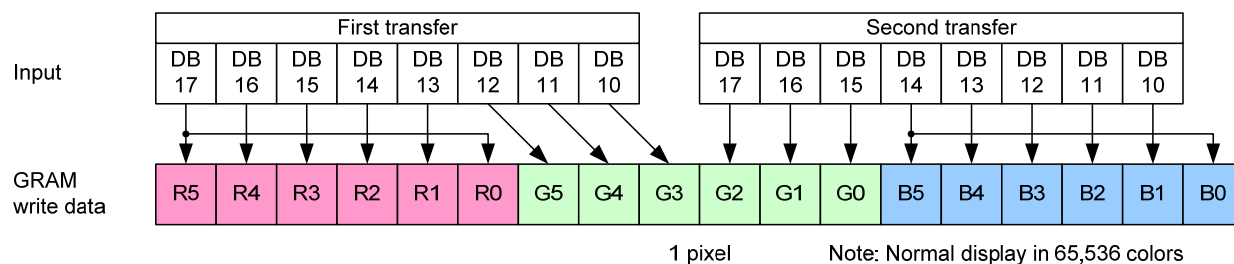 First transfer Second transfer
Input
DB 17 DB 16 DB 15 DB 14 DB 13 DB 12 DB 11 DB 10 DB 17 DB 16 DB 15 DB 14 DB 13 DB 12 DB 11 DB 10
GRAM write data
R5 R4 R3 R2 R1 R0 G5 G4 G3 G2 G1 G0 B5 B4 B3 B2 B1 B0
1 pixel Note: Normal display in 65,536 colors